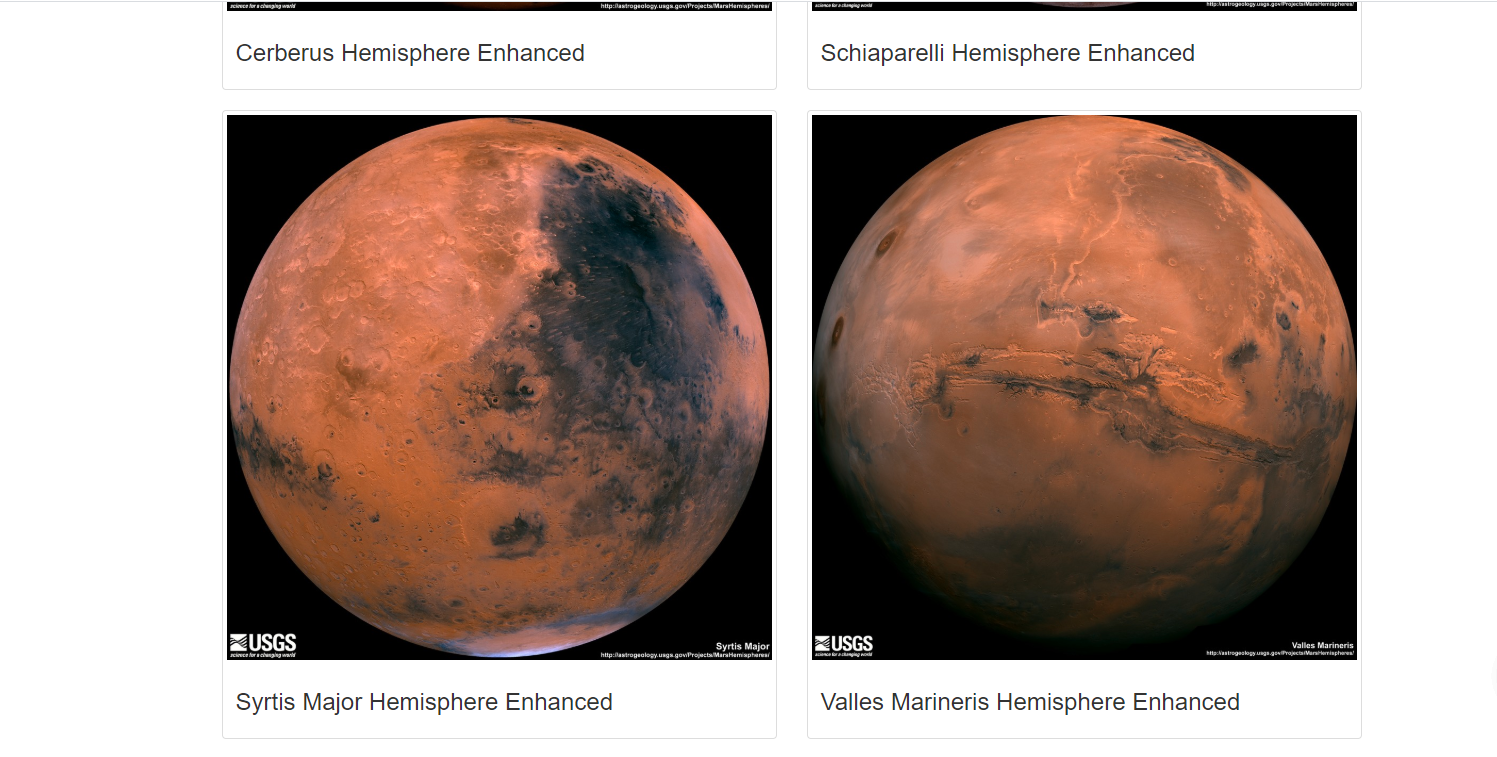 science for a changing world
http://astrogeology.usgs.gov/Projects/MarsHemispheres/
science for a changing world
http://astrogeology.usgs.gov/Projects/MarsHemispheres/
Cerberus Hemisphere Enhanced
Schiaparelli Hemisphere Enhanced
USGS
science for a changing world
Syrtis Major
http://astrogeology.usgs.gov/Projects/MarsHemispheres/
USGS
science for a changing world
Valles Marineris
http://astrogeology.usgs.gov/Projects/MarsHemispheres/
Syrtis Major Hemisphere Enhanced
Valles Marineris Hemisphere Enhanced